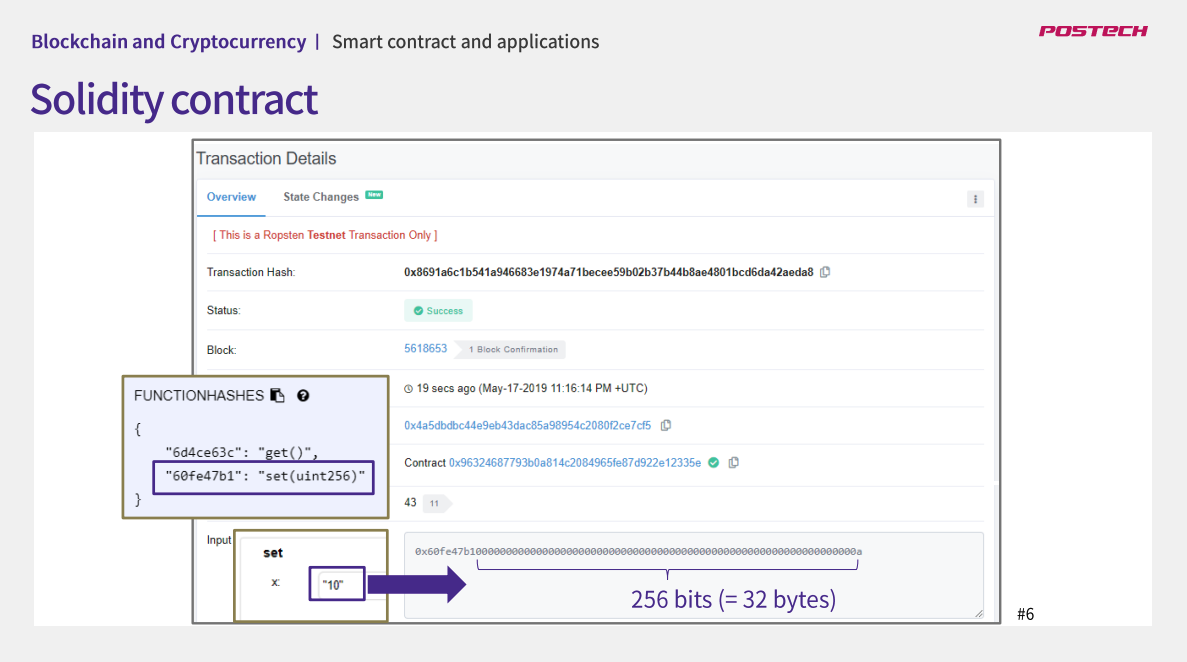 Blockchain and Cryptocurrency | Smart contract and applications
POSTECH
Solidity contract
Transaction Details
Overview State Changes New
[ This is a Ropsten Testnet Transaction Only ]
Transaction Hash: 0x8691a6c1b541a946683e1974a71becee59b02b37b44b8ae4801bcd6da42aeda8
Status: Success
Block: 5618653 1 Block Confirmation
19 secs ago (May-17-2019 11:16:14 PM +UTC)
0x4a5dbdbc44e9eb43dac85a98954c2080f2ce7cf5
Contract 0x96324687793b0a814c2084965fe87d922e12335e
43 11
FUNCTIONHASHES
{
"6d4ce63c": "get()",
"60fe47b1": "set(uint256)"
}
Input
set
x: "10"
0x60fe47b1000000000000000000000000000000000000000000000000000000000000000a
256 bits (= 32 bytes)
#6